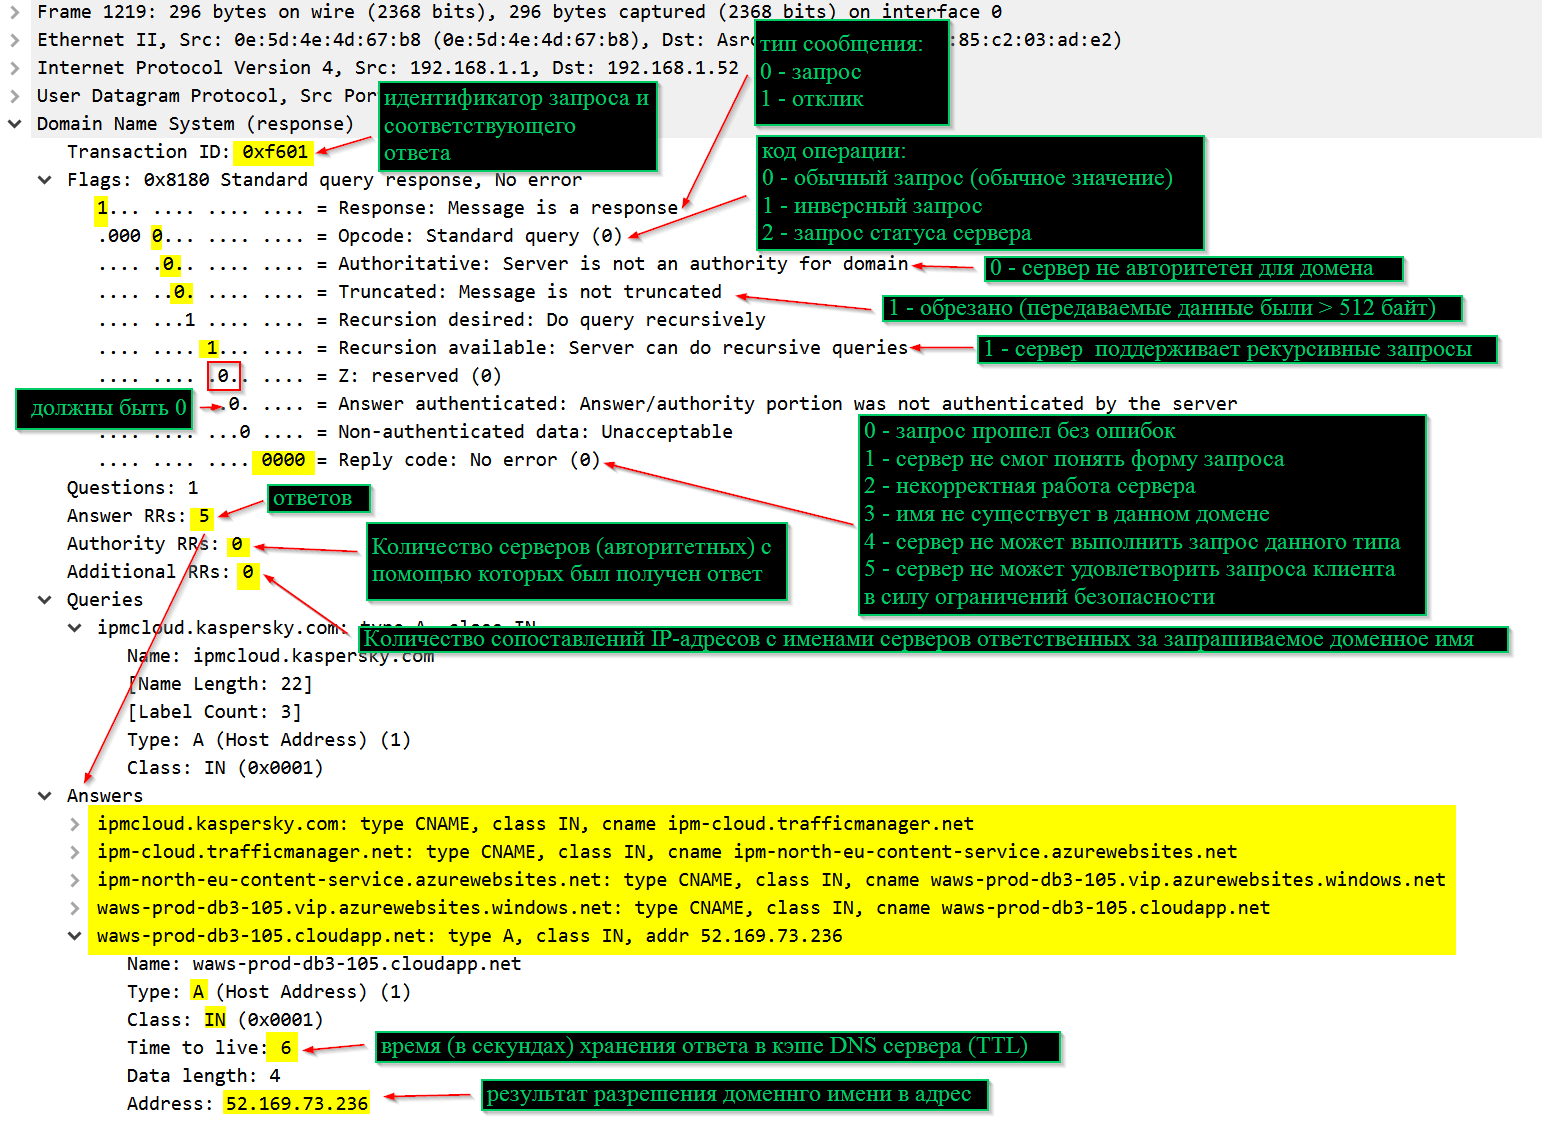 Frame 1219: 296 bytes on wire (2368 bits), 296 bytes captured (2368 bits) on interface 0
Ethernet II, Src: 0e:5d:4e:4d:67:b8 (0e:5d:4e:4d:67:b8), Dst: :85:c2:03:ad:e2)
тип сообщения:
0 - запрос
1 - отклик
Internet Protocol Version 4, Src: 192.168.1.1, Dst: 192.168.1.52
User Datagram Protocol, Src
идентификатор запроса и
соответствующего
ответа
Domain Name System (response)
Transaction ID: 0xf601
код операции:
0 - обычный запрос (обычное значение)
1 - инверсный запрос
2 - запрос статуса сервера
Flags: 0x8180 Standard query response, No error
1... .... .... .... = Response: Message is a response
.000 0... .... .... = Opcode: Standard query (0)
.... .0.. .... .... = Authoritative: Server is not an authority for domain
0 - сервер не авторитетен для домена
.... ..0. .... .... = Truncated: Message is not truncated
1 - обрезано (передаваемые данные были > 512 байт)
.... ...1 .... .... = Recursion desired: Do query recursively
.... .... 1... .... = Recursion available: Server can do recursive queries
1 - сервер поддерживает рекурсивные запросы
.... .... .0.. .... = Z: reserved (0)
должны быть 0
.0. .... = Answer authenticated: Answer/authority portion was not authenticated by the server
.... .... ...0 .... = Non-authenticated data: Unacceptable
.... .... .... 0000 = Reply code: No error (0)
0 - запрос прошел без ошибок
1 - сервер не смог понять форму запроса
2 - некорректная работа сервера
3 - имя не существует в данном домене
4 - сервер не может выполнить запрос данного типа
5 - сервер не может удовлетворить запроса клиента
в силу ограничений безопасности
Questions: 1
Answer RRs: 5
ответов
Authority RRs: 0
Количество серверов (авторитетных) с
помощью которых был получен ответ
Additional RRs: 0
Количество сопоставлений IP-адресов с именами серверов ответственных за запрашиваемое доменное имя
Queries
ipmcloud.kaspersky.com: type A, class IN
Name: ipmcloud.kaspersky.com
[Name Length: 22]
[Label Count: 3]
Type: A (Host Address) (1)
Class: IN (0x0001)
Answers
ipmcloud.kaspersky.com: type CNAME, class IN, cname ipm-cloud.trafficmanager.net
ipm-cloud.trafficmanager.net: type CNAME, class IN, cname ipm-north-eu-content-service.azurewebsites.net
ipm-north-eu-content-service.azurewebsites.net: type CNAME, class IN, cname waws-prod-db3-105.vip.azurewebsites.windows.net
waws-prod-db3-105.vip.azurewebsites.windows.net: type CNAME, class IN, cname waws-prod-db3-105.cloudapp.net
waws-prod-db3-105.cloudapp.net: type A, class IN, addr 52.169.73.236
Name: waws-prod-db3-105.cloudapp.net
Type: A (Host Address) (1)
Class: IN (0x0001)
Time to live: 6
время (в секундах) хранения ответа в кэше DNS сервера (TTL)
Data length: 4
Address: 52.169.73.236
результат разрешения доменнго имени в адрес